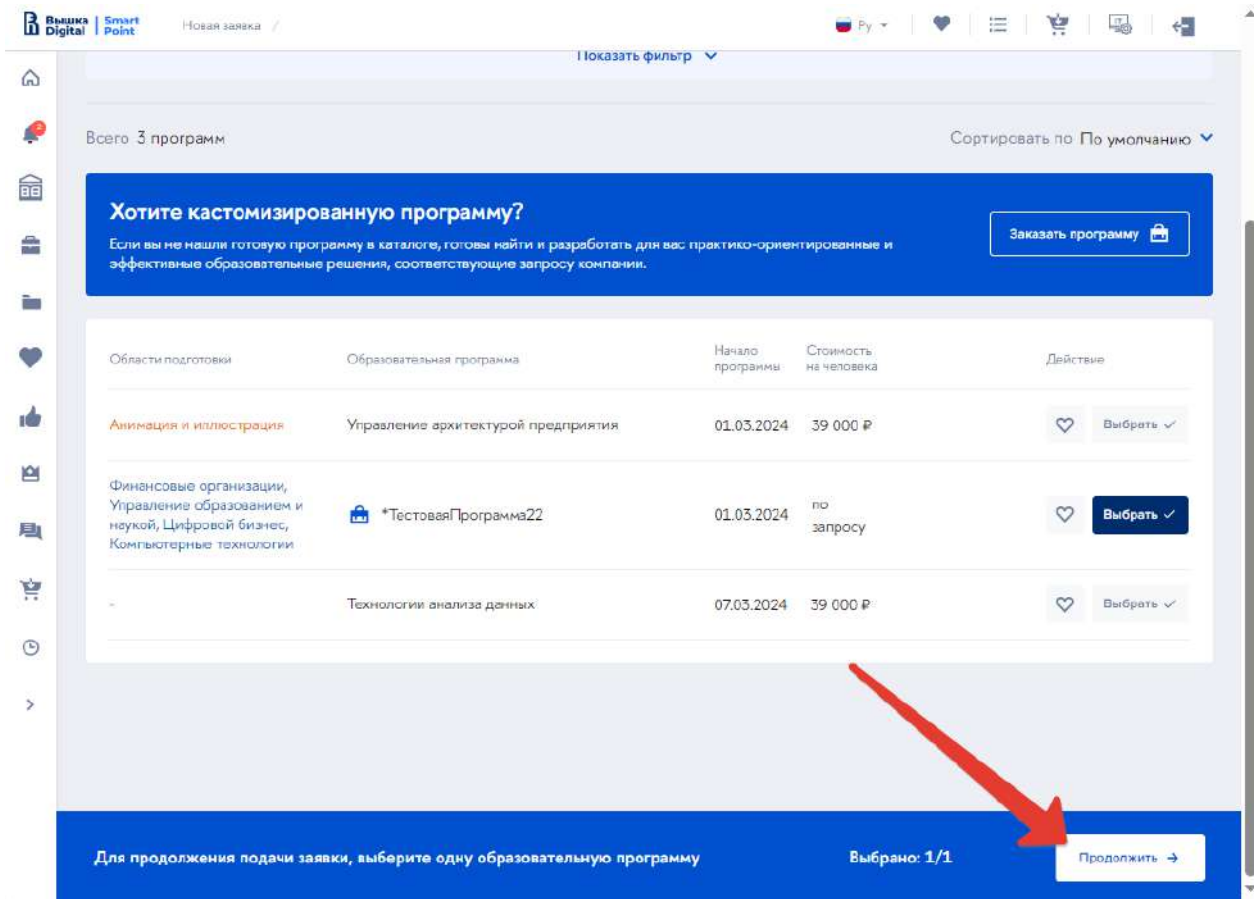 Вышка | Smart
Digital | Point
Новая заявка /
Ру
Показать фильтр
2
Всего 3 программ
Сортировать по По умолчанию
Хотите кастомизированную программу?
Если вы не нашли готовую программу в каталоге, готовы найти и разработать для вас практико-ориентированные и
эффективные образовательные решения, соответствующие запросу компании.
Заказать программу
Области подготовки
Образовательная программа
Начало
программы
Стоимость
на человека
Действие
Анимация и иллюстрация
Управление архитектурой предприятия
01.03.2024
39 000 ₽
Выбрать
Финансовые организации,
Управление образованием и
наукой, Цифровой бизнес,
Компьютерные технологии
*ТестоваяПрограмма22
01.03.2024
по
запросу
Выбрать
-
Технологии анализа данных
07.03.2024
39 000 ₽
Выбрать
Для продолжения подачи заявки, выберите одну образовательную программу
Выбрано: 1/1
Продолжить →